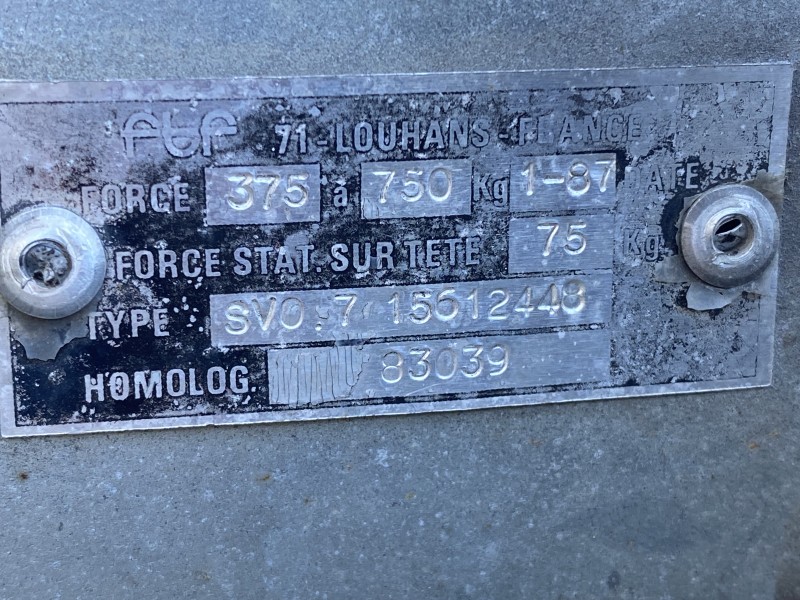 ftf 71-LOUHANS-FRANCE
FORCE 375 à 750 Kg 1-87 DATE
FORCE STAT. SUR TETE 75 Kg
TYPE SVO.7 15612448
HOMOLOG. 83039